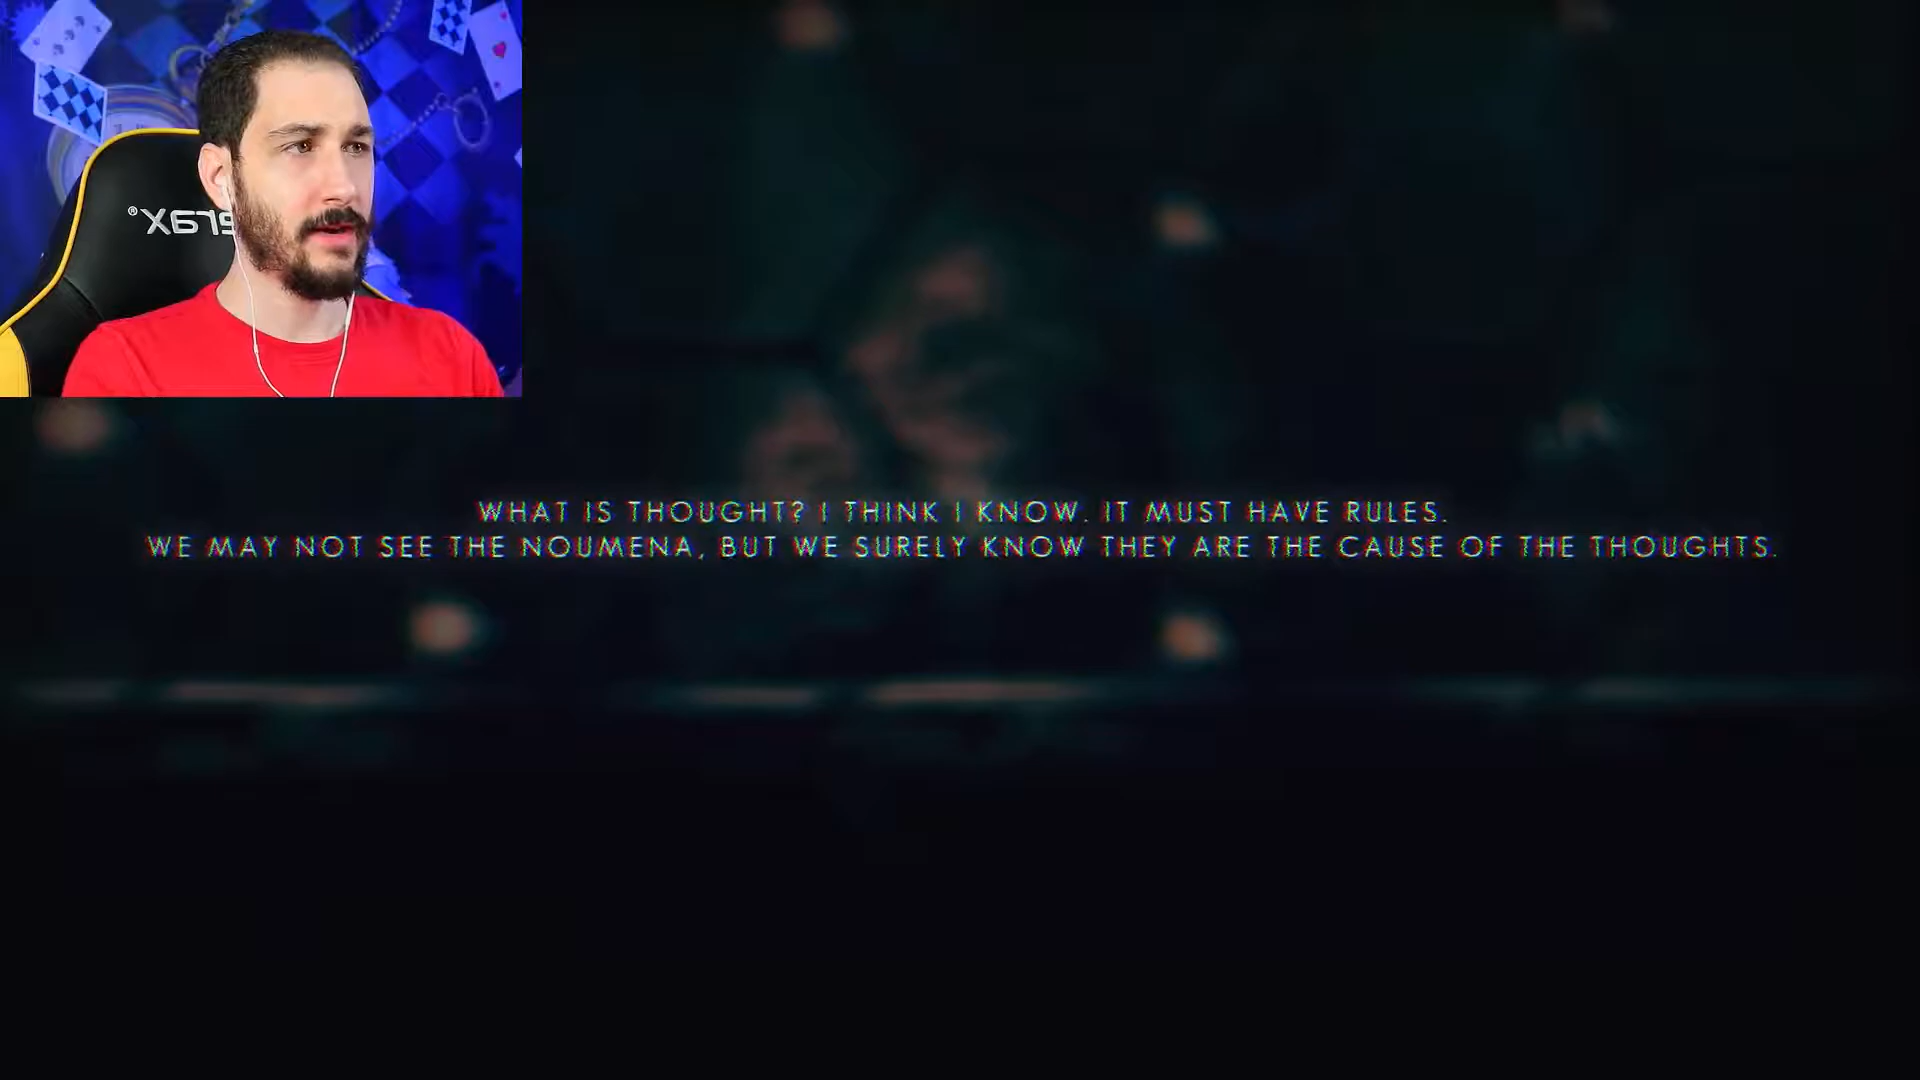 erax®
WHAT IS THOUGHT? I THINK I KNOW. IT MUST HAVE RULES.
WE MAY NOT SEE THE NOUMENA, BUT WE SURELY KNOW THEY ARE THE CAUSE OF THE THOUGHTS.